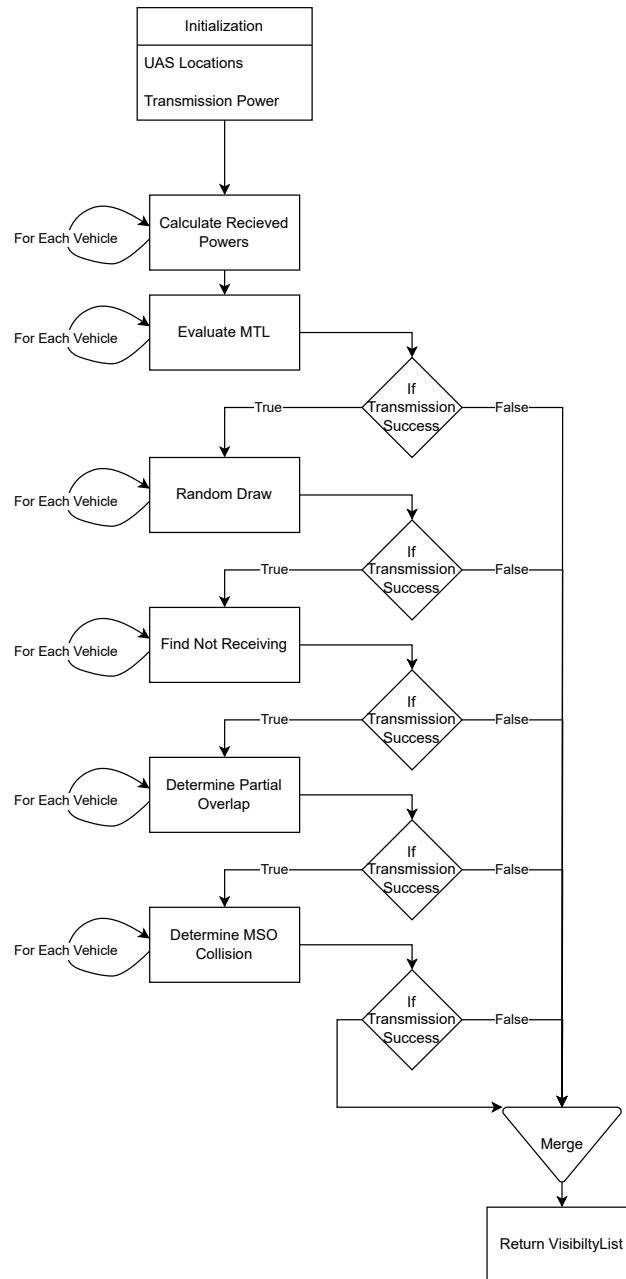 Initialization
UAS Locations
Transmission Power
For Each Vehicle
Calculate Recieved
Powers
For Each Vehicle
Evaluate MTL
If
Transmission
Success
True
False
For Each Vehicle
Random Draw
If
Transmission
Success
True
False
For Each Vehicle
Find Not Receiving
If
Transmission
Success
True
False
For Each Vehicle
Determine Partial
Overlap
If
Transmission
Success
True
False
For Each Vehicle
Determine MSO
Collision
If
Transmission
Success
False
Merge
Return VisibiltyList